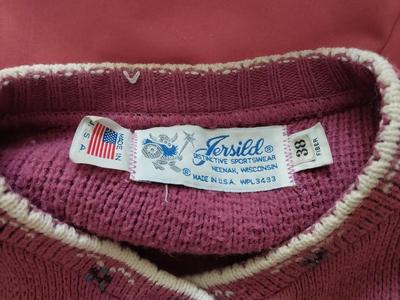 MADE IN
U S A
Jersild®
®
DISTINCTIVE SPORTSWEAR
NEENAH, WISCONSIN
MADE IN U.S.A. WPL 3493
38
FIBER